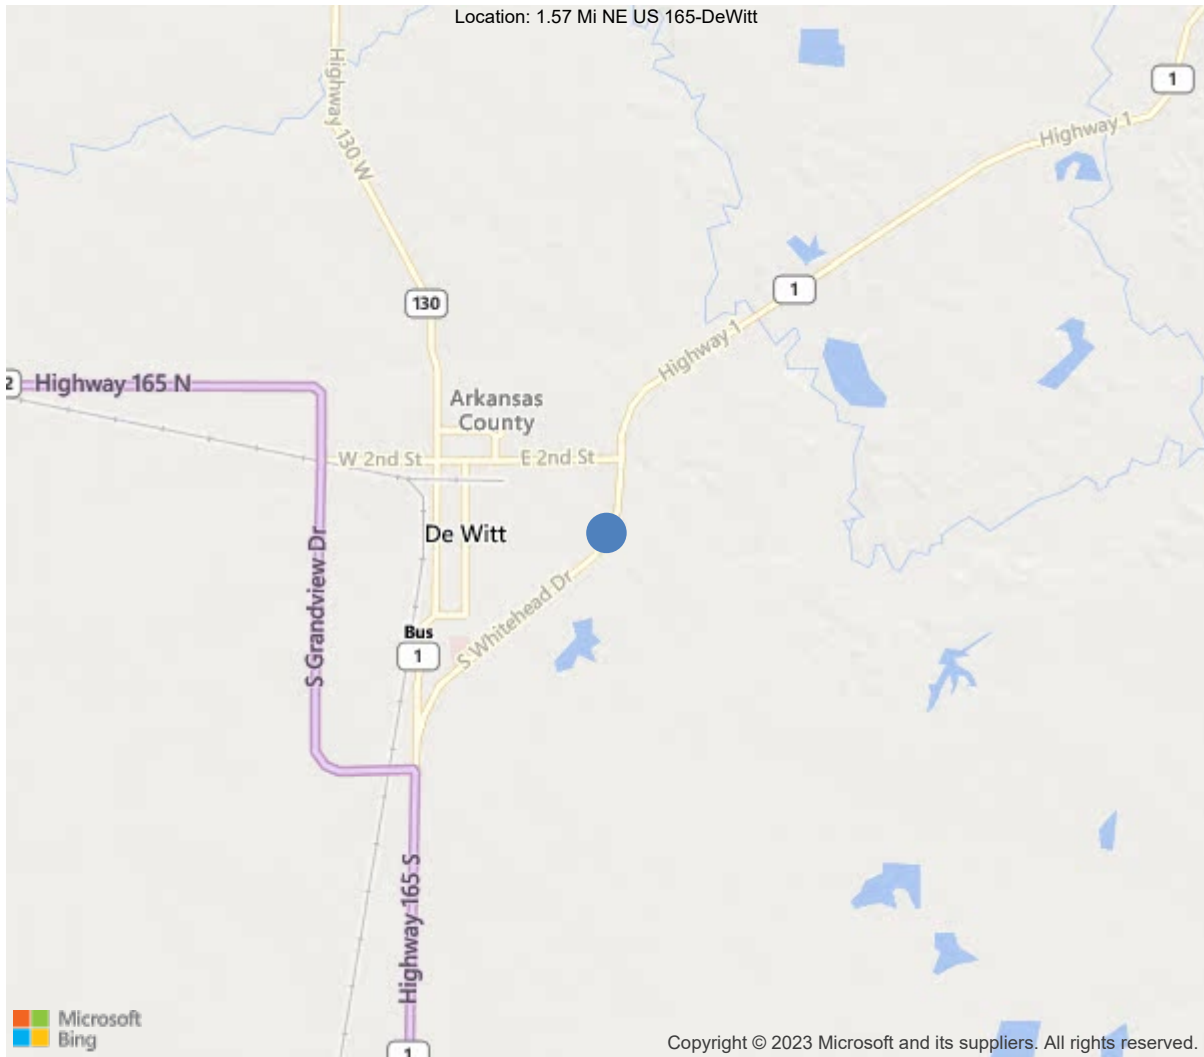 Location: 1.57 Mi NE US 165-DeWitt
1
Highway 130 W
Highway 1
1
130
Highway 1
2
Highway 165 N
Arkansas
County
W 2nd St
E 2nd St
De Witt
S Grandview Dr
S Whitehead Dr
Bus
1
Highway 165 S
Microsoft
Bing
1
Copyright © 2023 Microsoft and its suppliers. All rights reserved.